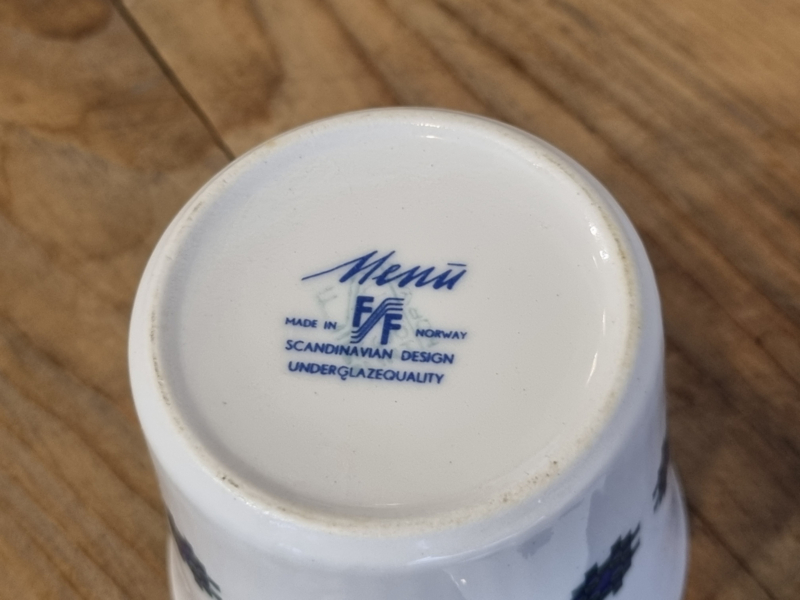 Menü
F/F
MADE IN NORWAY
SCANDINAVIAN DESIGN
UNDERGLAZEQUALITY